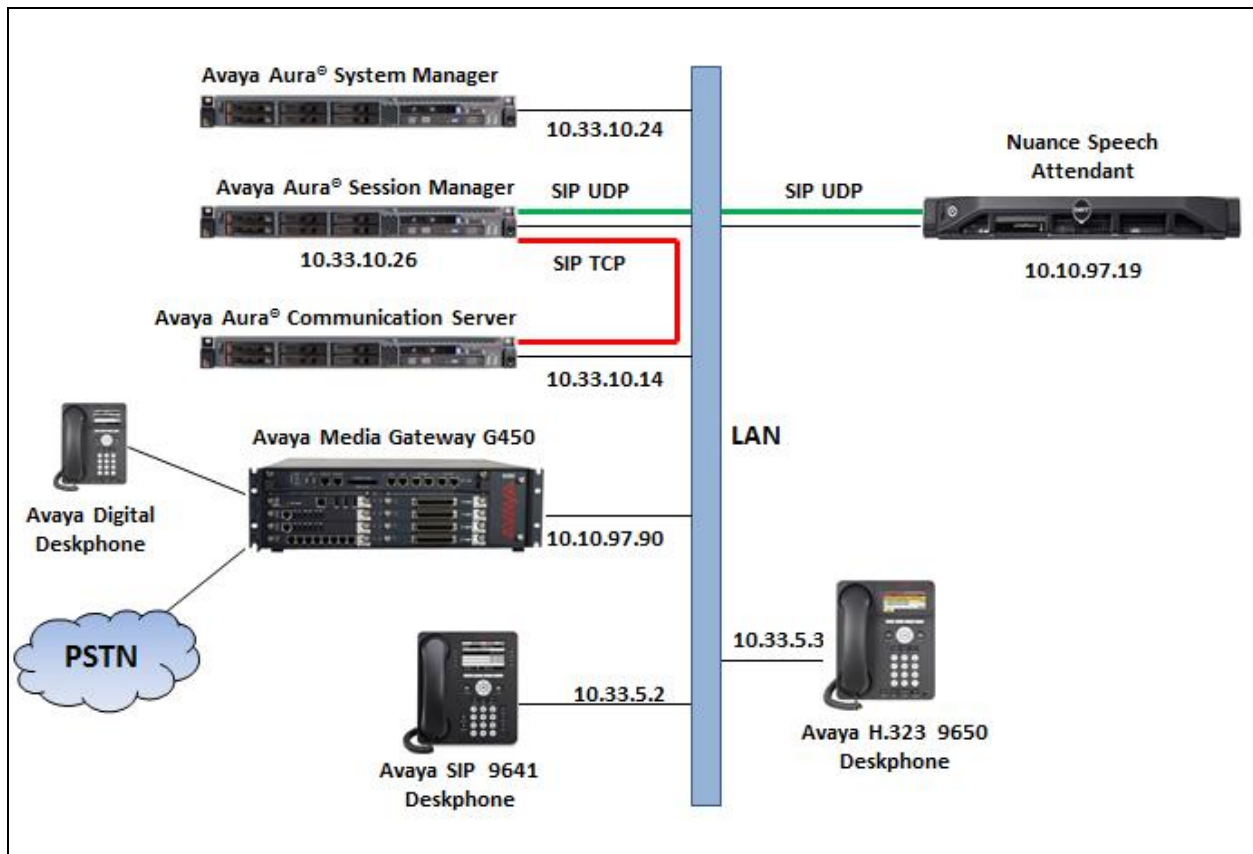 Avaya Aura® System Manager
10.33.10.24
Nuance Speech
Attendant
Avaya Aura® Session Manager
SIP UDP
SIP UDP
10.33.10.26
SIP TCP
10.10.97.19
Avaya Aura® Communication Server
10.33.10.14
Avaya Media Gateway G450
LAN
AVAYA
Avaya Digital
Deskphone
10.10.97.90
PSTN
10.33.5.3
10.33.5.2
Avaya H.323 9650
Deskphone
Avaya SIP 9641
Deskphone